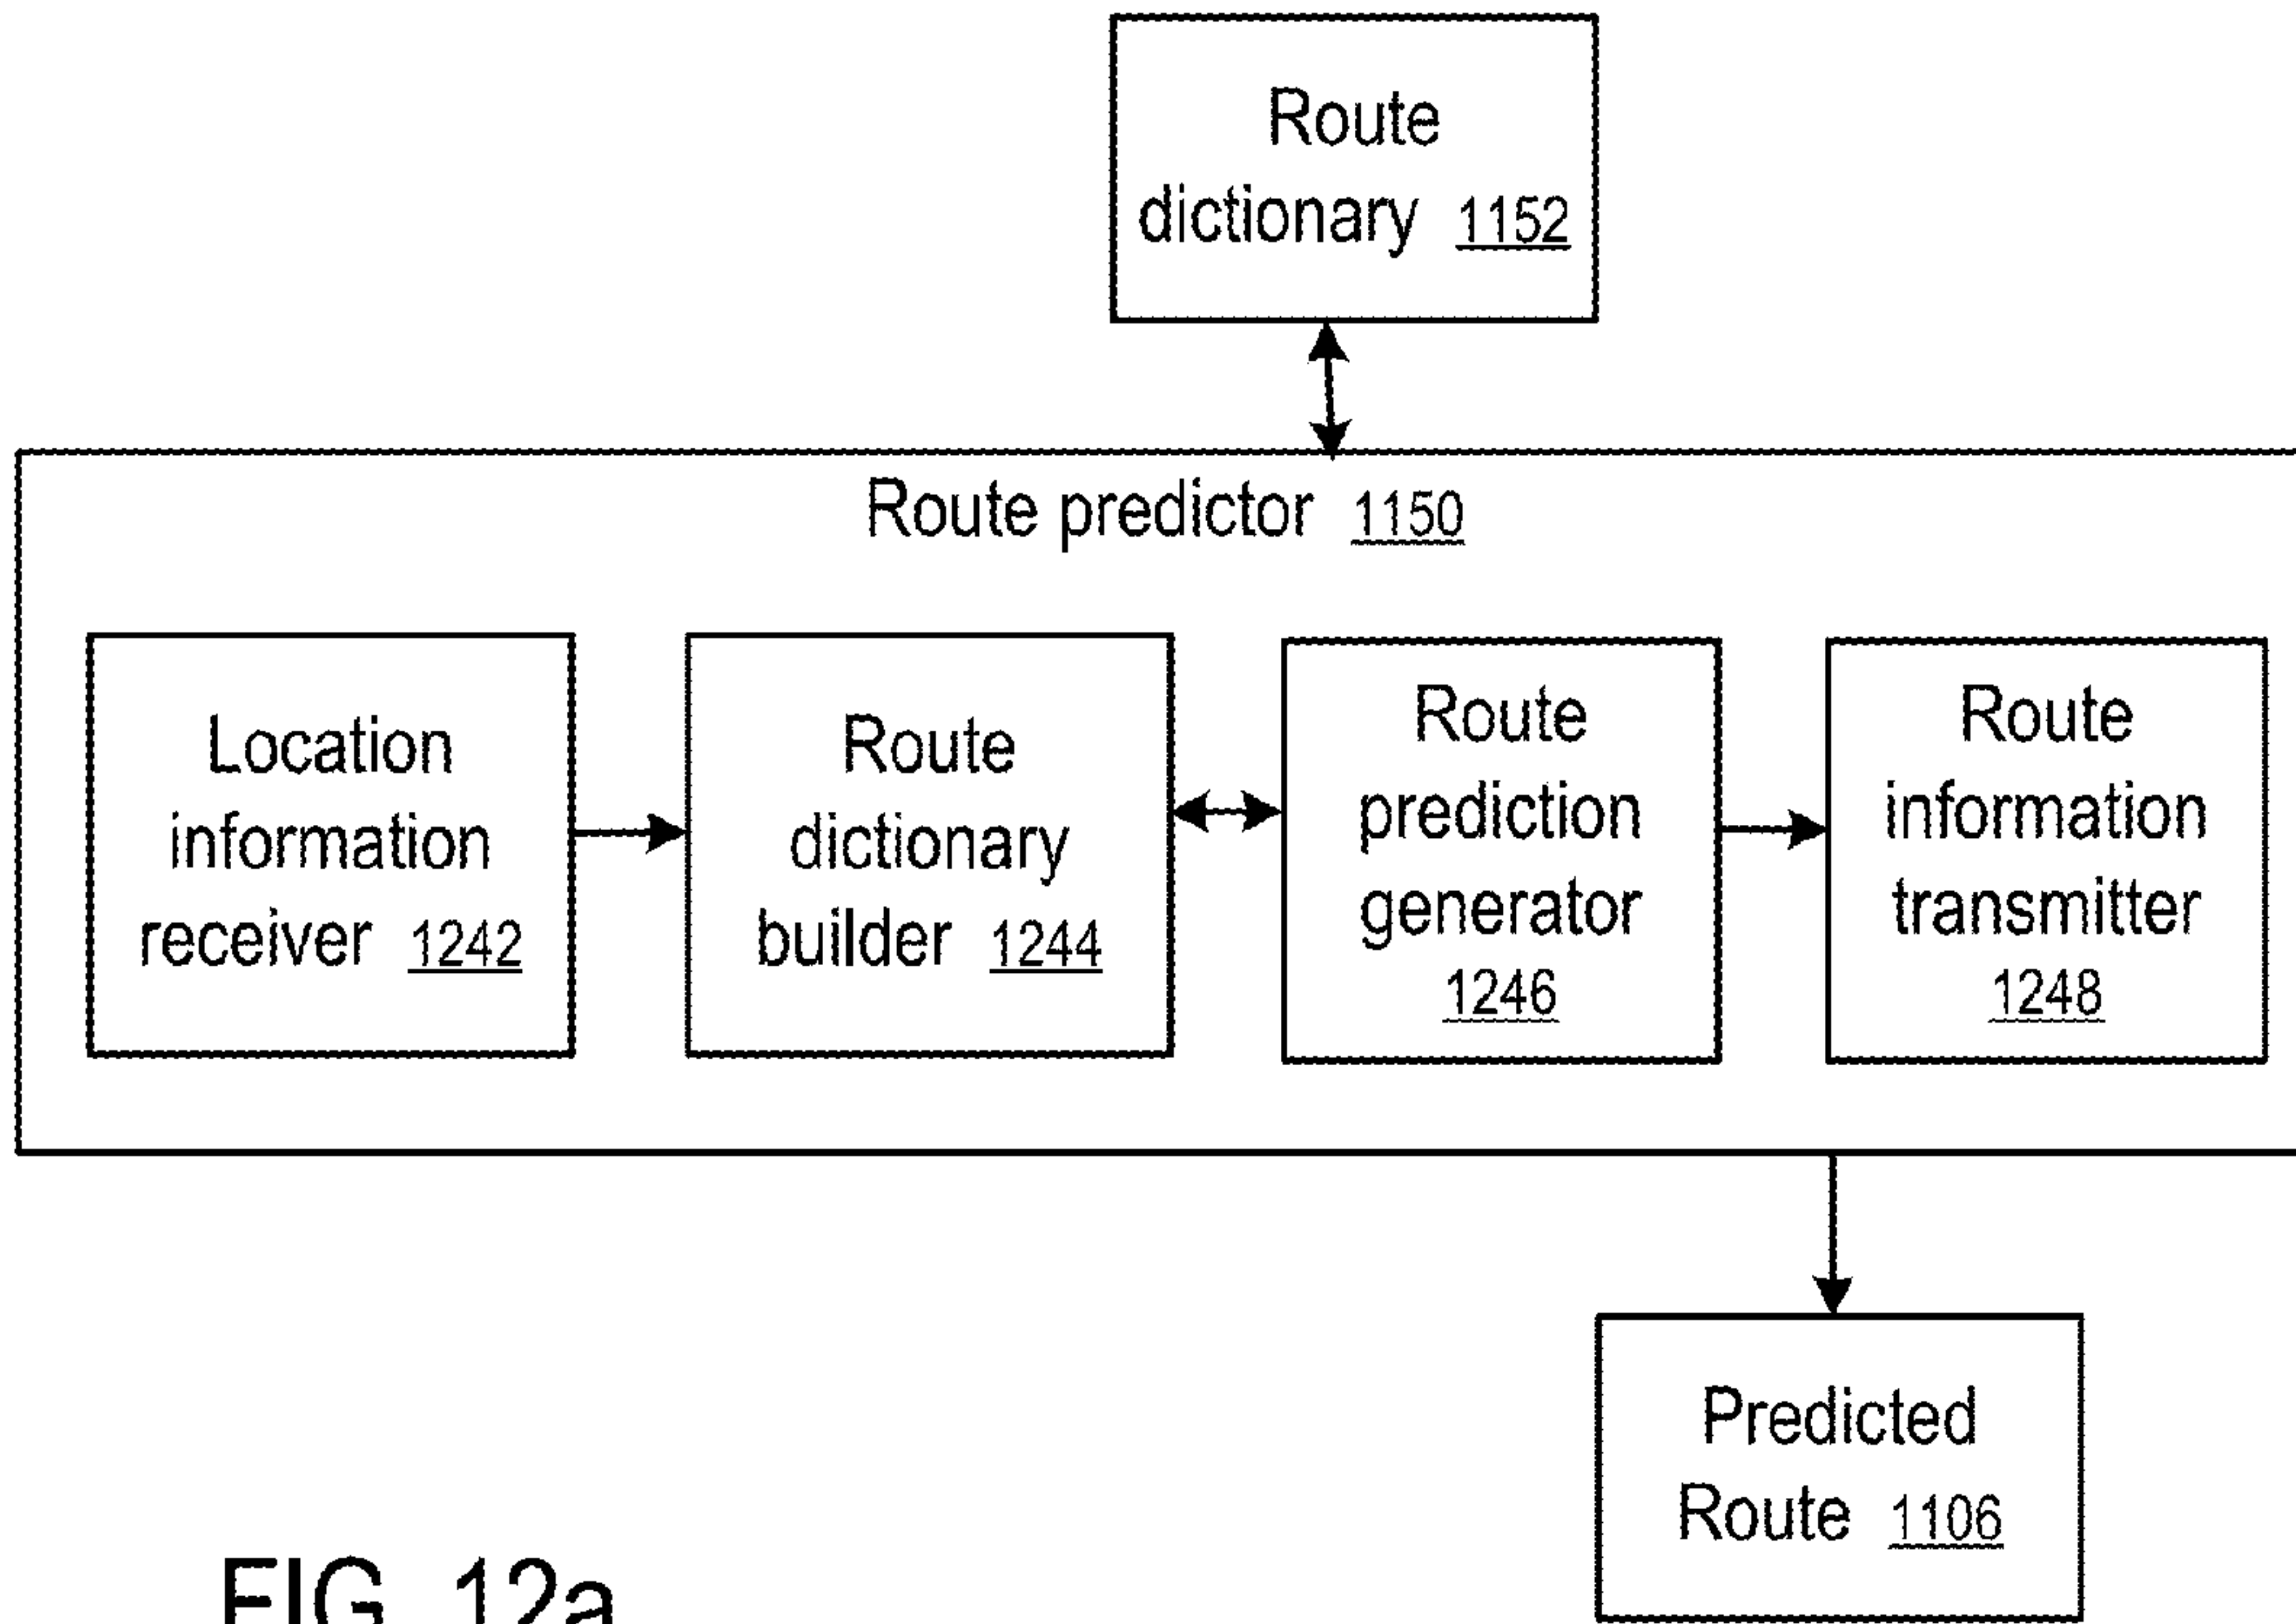 Route
dictionary 1152
Route predictor 1150
Location
information
receiver 1242
Route
dictionary
builder 1244
Route
prediction
generator
1246
Route
information
transmitter
1248
Predicted
Route 1106
FIG. 12a